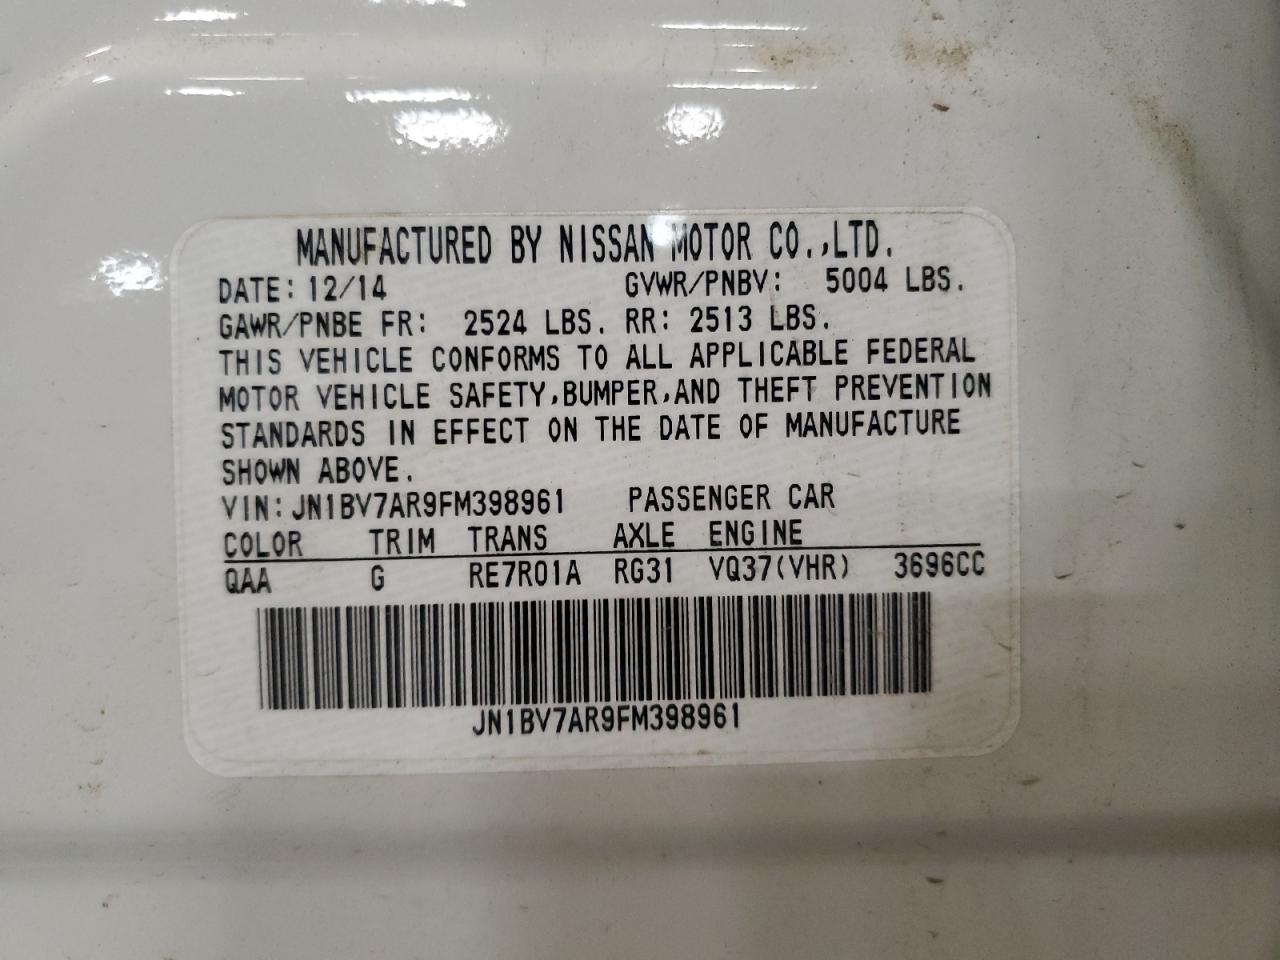 MANUFACTURED BY NISSAN MOTOR CO.,LTD.
DATE: 12/14 GVWR/PNBV: 5004 LBS.
GAWR/PNBE FR: 2524 LBS. RR: 2513 LBS.
THIS VEHICLE CONFORMS TO ALL APPLICABLE FEDERAL
MOTOR VEHICLE SAFETY,BUMPER,AND THEFT PREVENTION
STANDARDS IN EFFECT ON THE DATE OF MANUFACTURE
SHOWN ABOVE.
VIN:JN1BV7AR9FM398961 PASSENGER CAR
COLOR TRIM TRANS AXLE ENGINE
QAA G RE7R01A RG31 VQ37(VHR) 3696CC
JN1BV7AR9FM398961